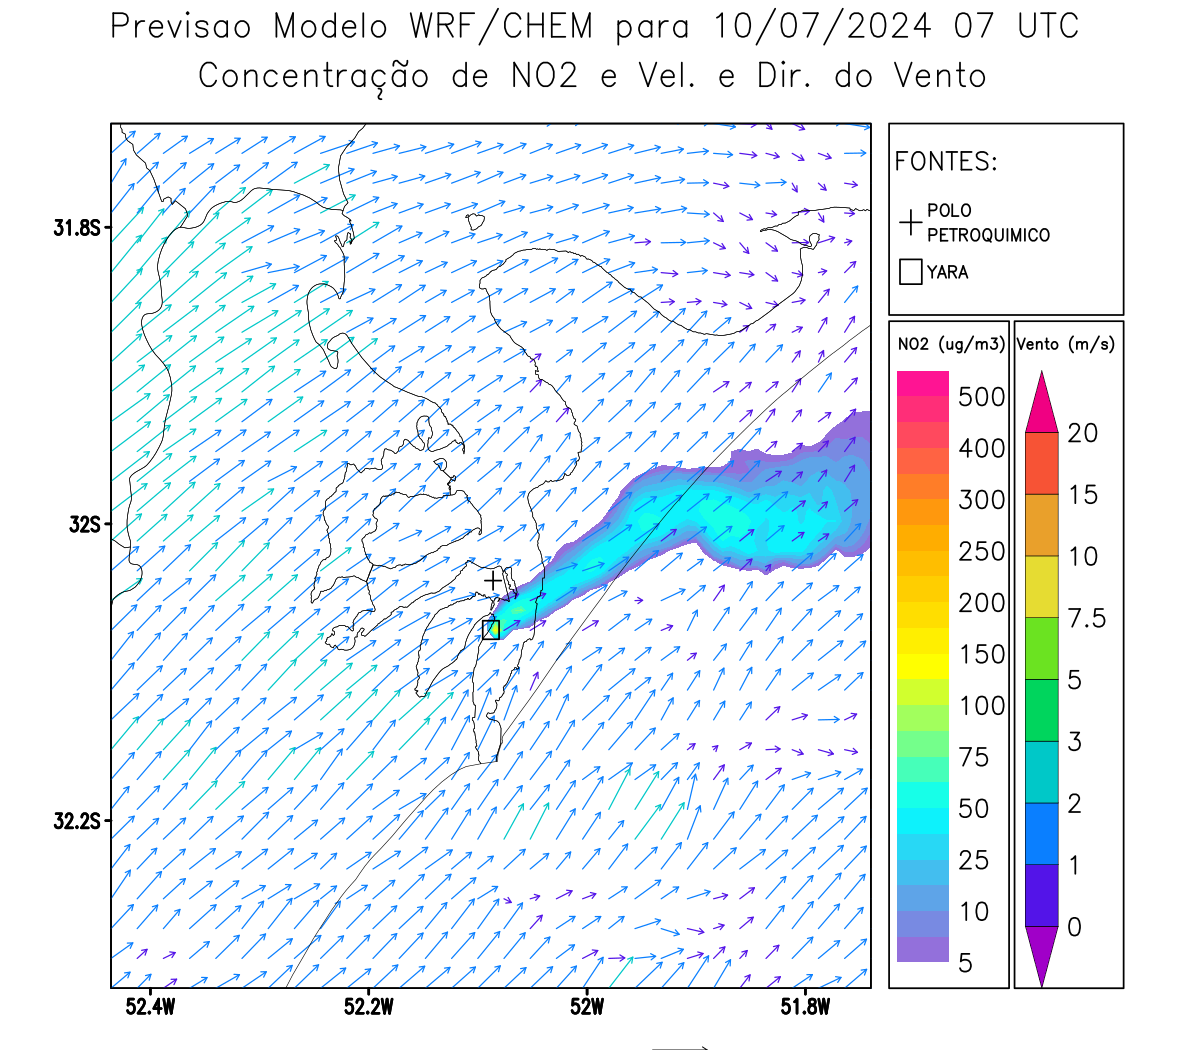 Previsao Modelo WRF/CHEM para 10/07/2024 07 UTC
Concentração de NO2 e Vel. e Dir. do Vento
FONTES:
POLO
PETROQUIMICO
YARA
NO2 (ug/m3)
500
400
300
250
200
150
100
75
50
25
10
5
Vento (m/s)
20
15
10
7.5
5
3
2
1
0
31.8S
32S
32.2S
52.4W
52.2W
52W
51.8W